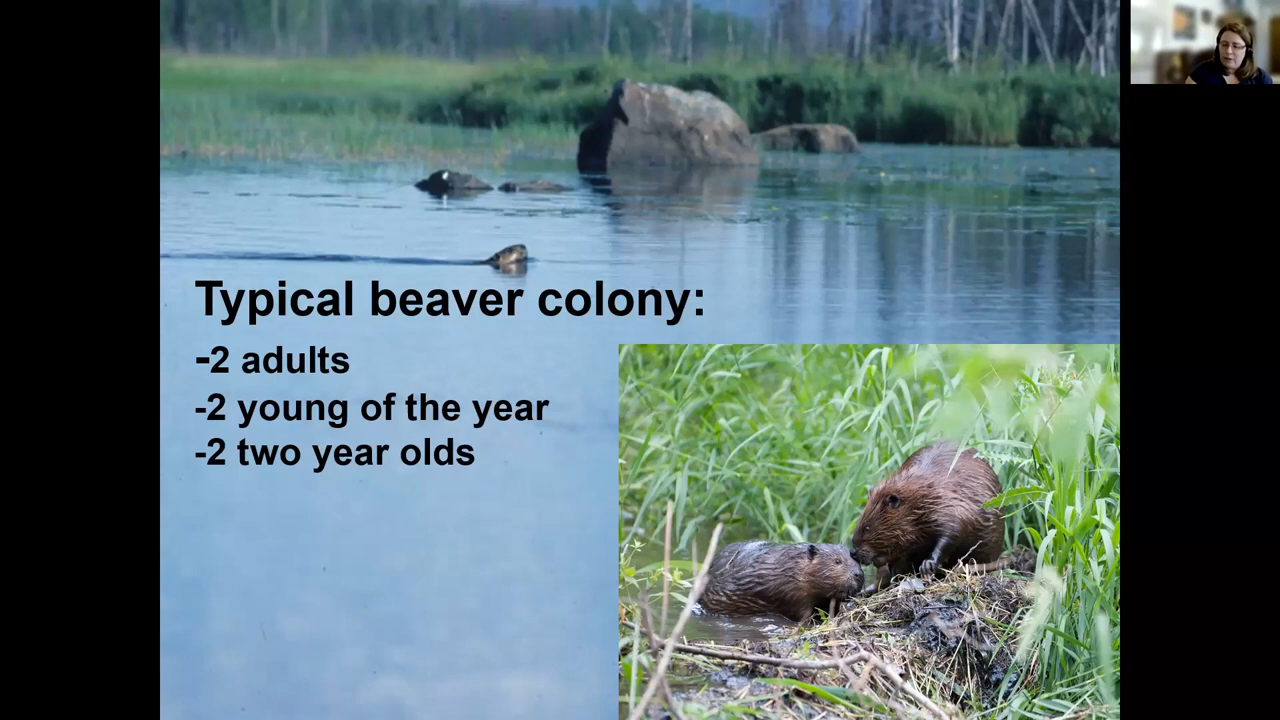 Typical beaver colony:
-2 adults
-2 young of the year
-2 two year olds